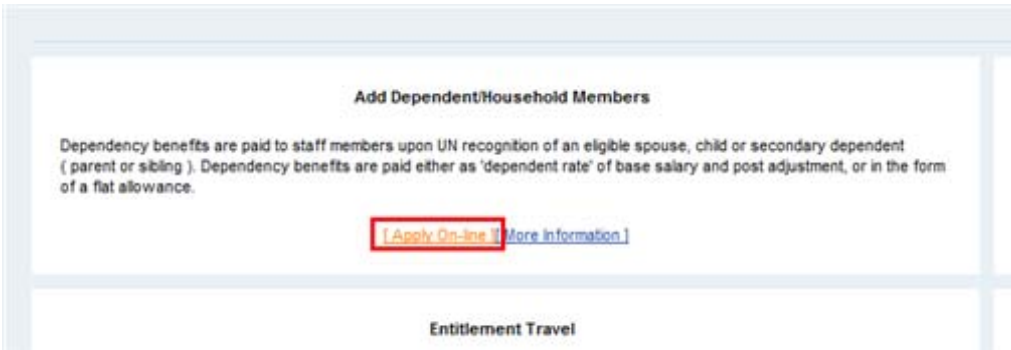 Add Dependent/Household Members
Dependency benefits are paid to staff members upon UN recognition of an eligible spouse, child or secondary dependent
( parent or sibling ). Dependency benefits are paid either as 'dependent rate' of base salary and post adjustment, or in the form
of a flat allowance.
[ Apply On-line ][ More Information ]
Entitlement Travel